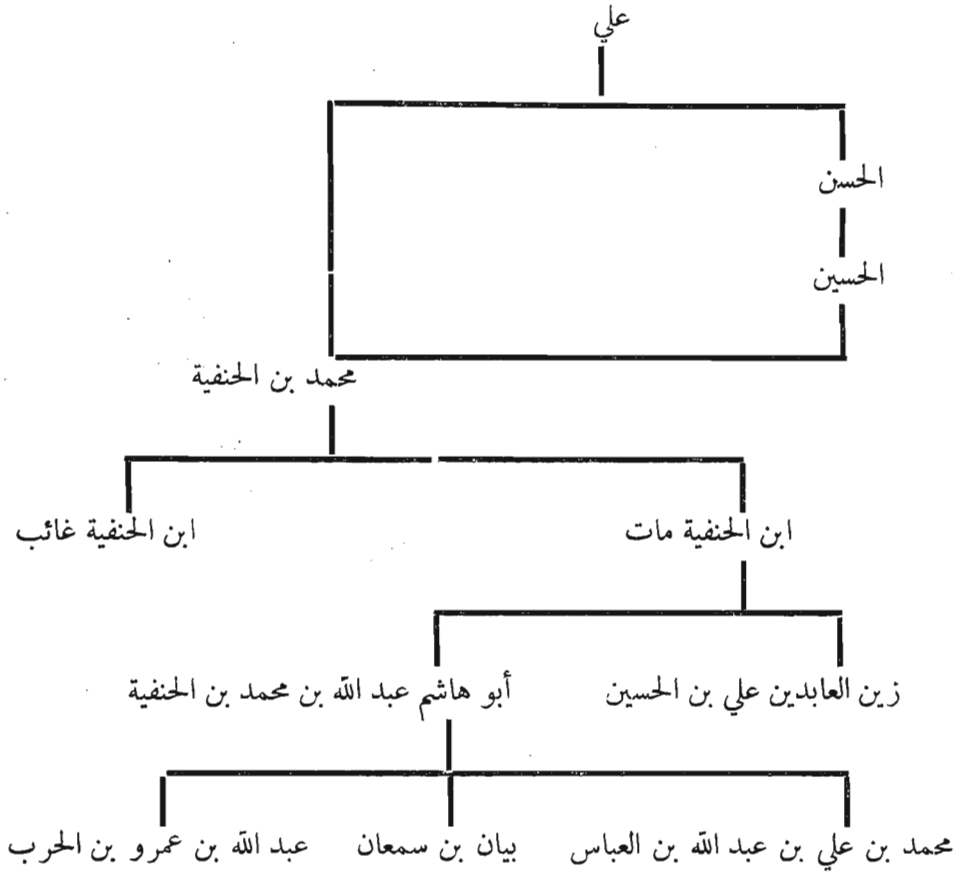 علي
الحسن
الحسين
محمد بن الحنفية
ابن الحنفية مات
ابن الحنفية غائب
زين العابدين علي بن الحسين
أبو هاشم عبد الله بن محمد بن الحنفية
محمد بن علي بن عبد الله بن العباس
بيان بن سمعان
عبد الله بن عمرو بن الحرب